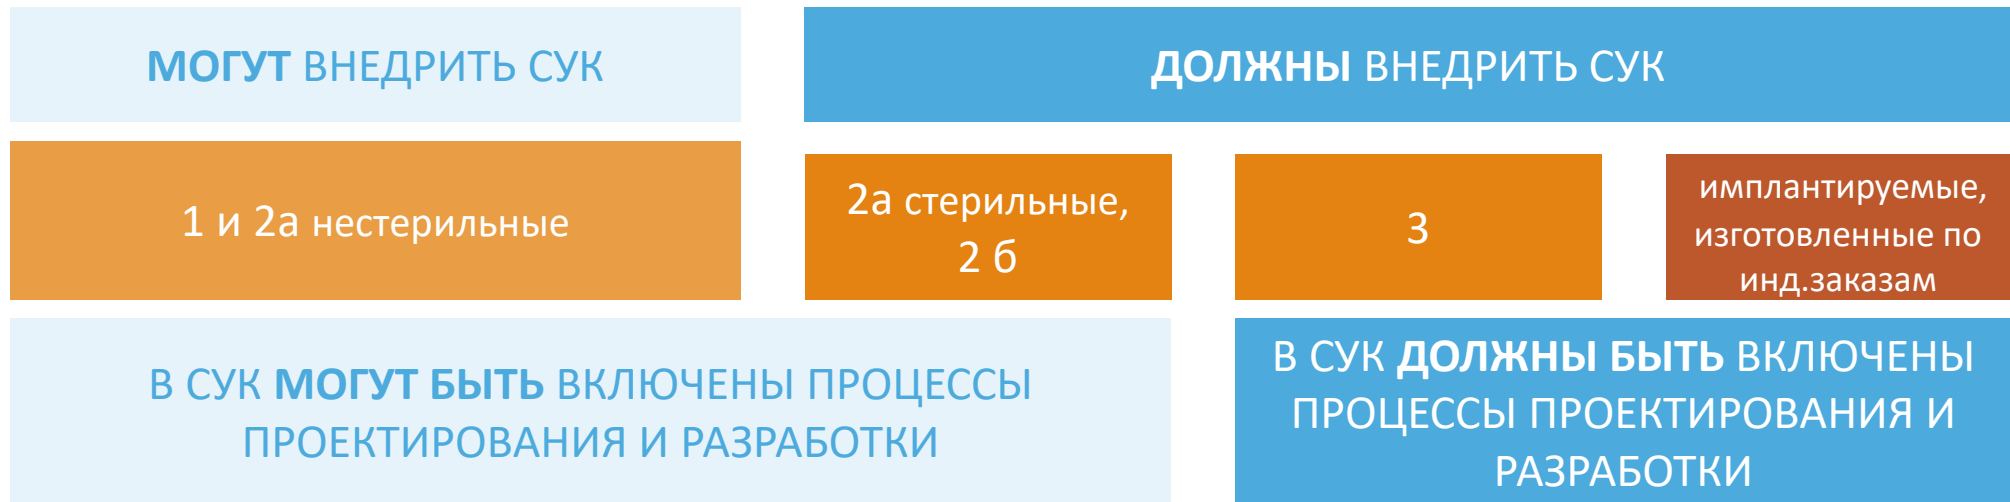 МОГУТ ВНЕДРИТЬ СУК
ДОЛЖНЫ ВНЕДРИТЬ СУК
1 и 2а нестерильные
2а стерильные,
2 б
3
имплантируемые,
изготовленные по
инд.заказам
В СУК МОГУТ БЫТЬ ВКЛЮЧЕНЫ ПРОЦЕССЫ
ПРОЕКТИРОВАНИЯ И РАЗРАБОТКИ
В СУК ДОЛЖНЫ БЫТЬ ВКЛЮЧЕНЫ
ПРОЦЕССЫ ПРОЕКТИРОВАНИЯ И
РАЗРАБОТКИ